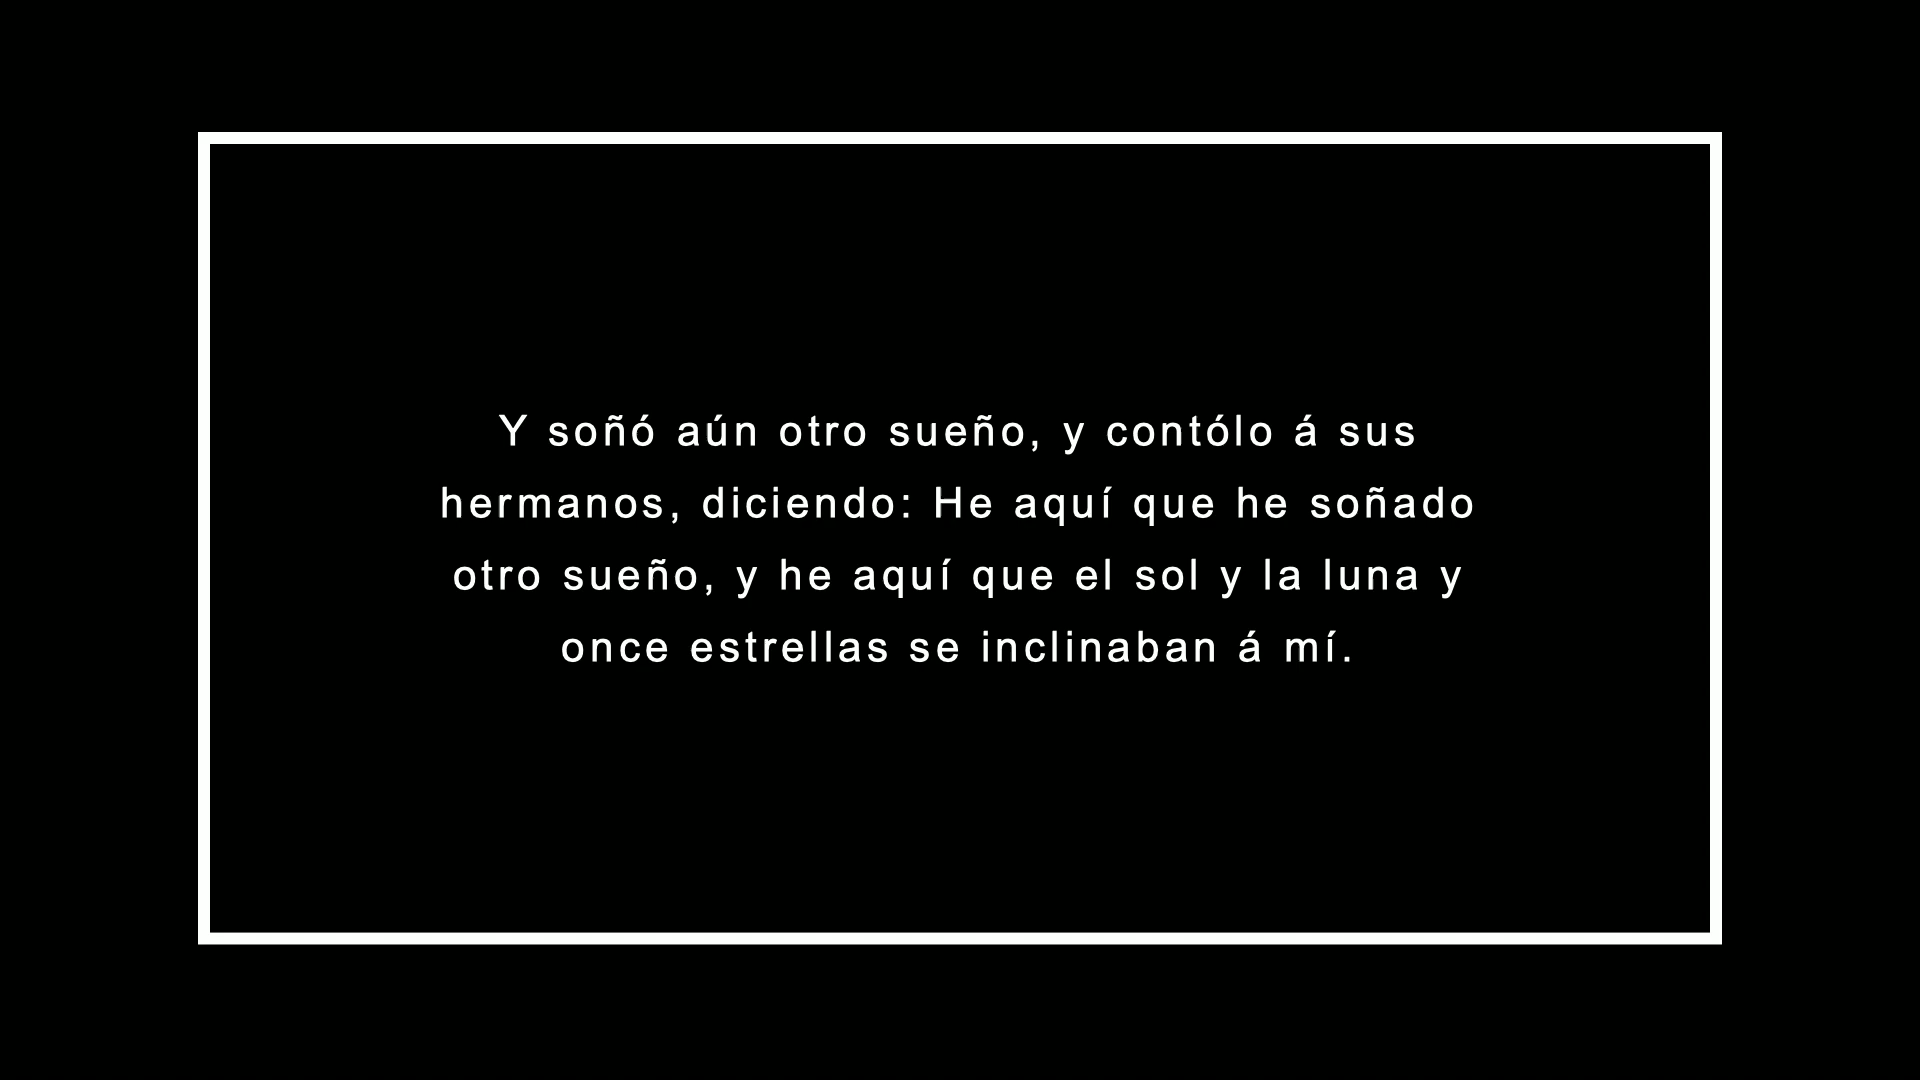 Y soñó aún otro sueño, y contólo á sus
hermanos, diciendo: He aquí que he soñado
otro sueño, y he aquí que el sol y la luna y
once estrellas se inclinaban á mí.